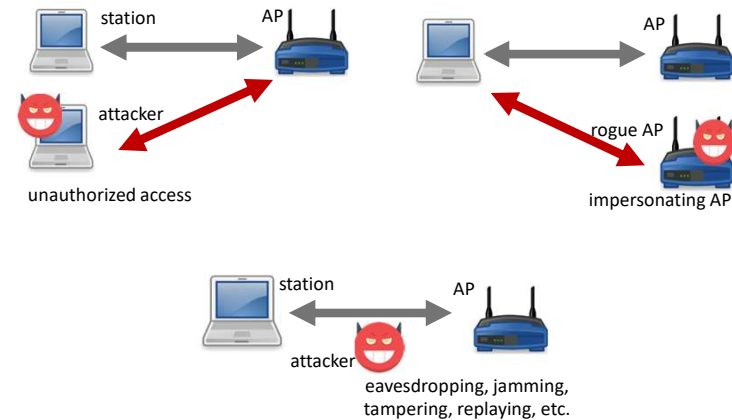 station
AP
attacker
unauthorized access
AP
rogue AP
impersonating AP
station
AP
attacker
eavesdropping, jamming,
tampering, replaying, etc.